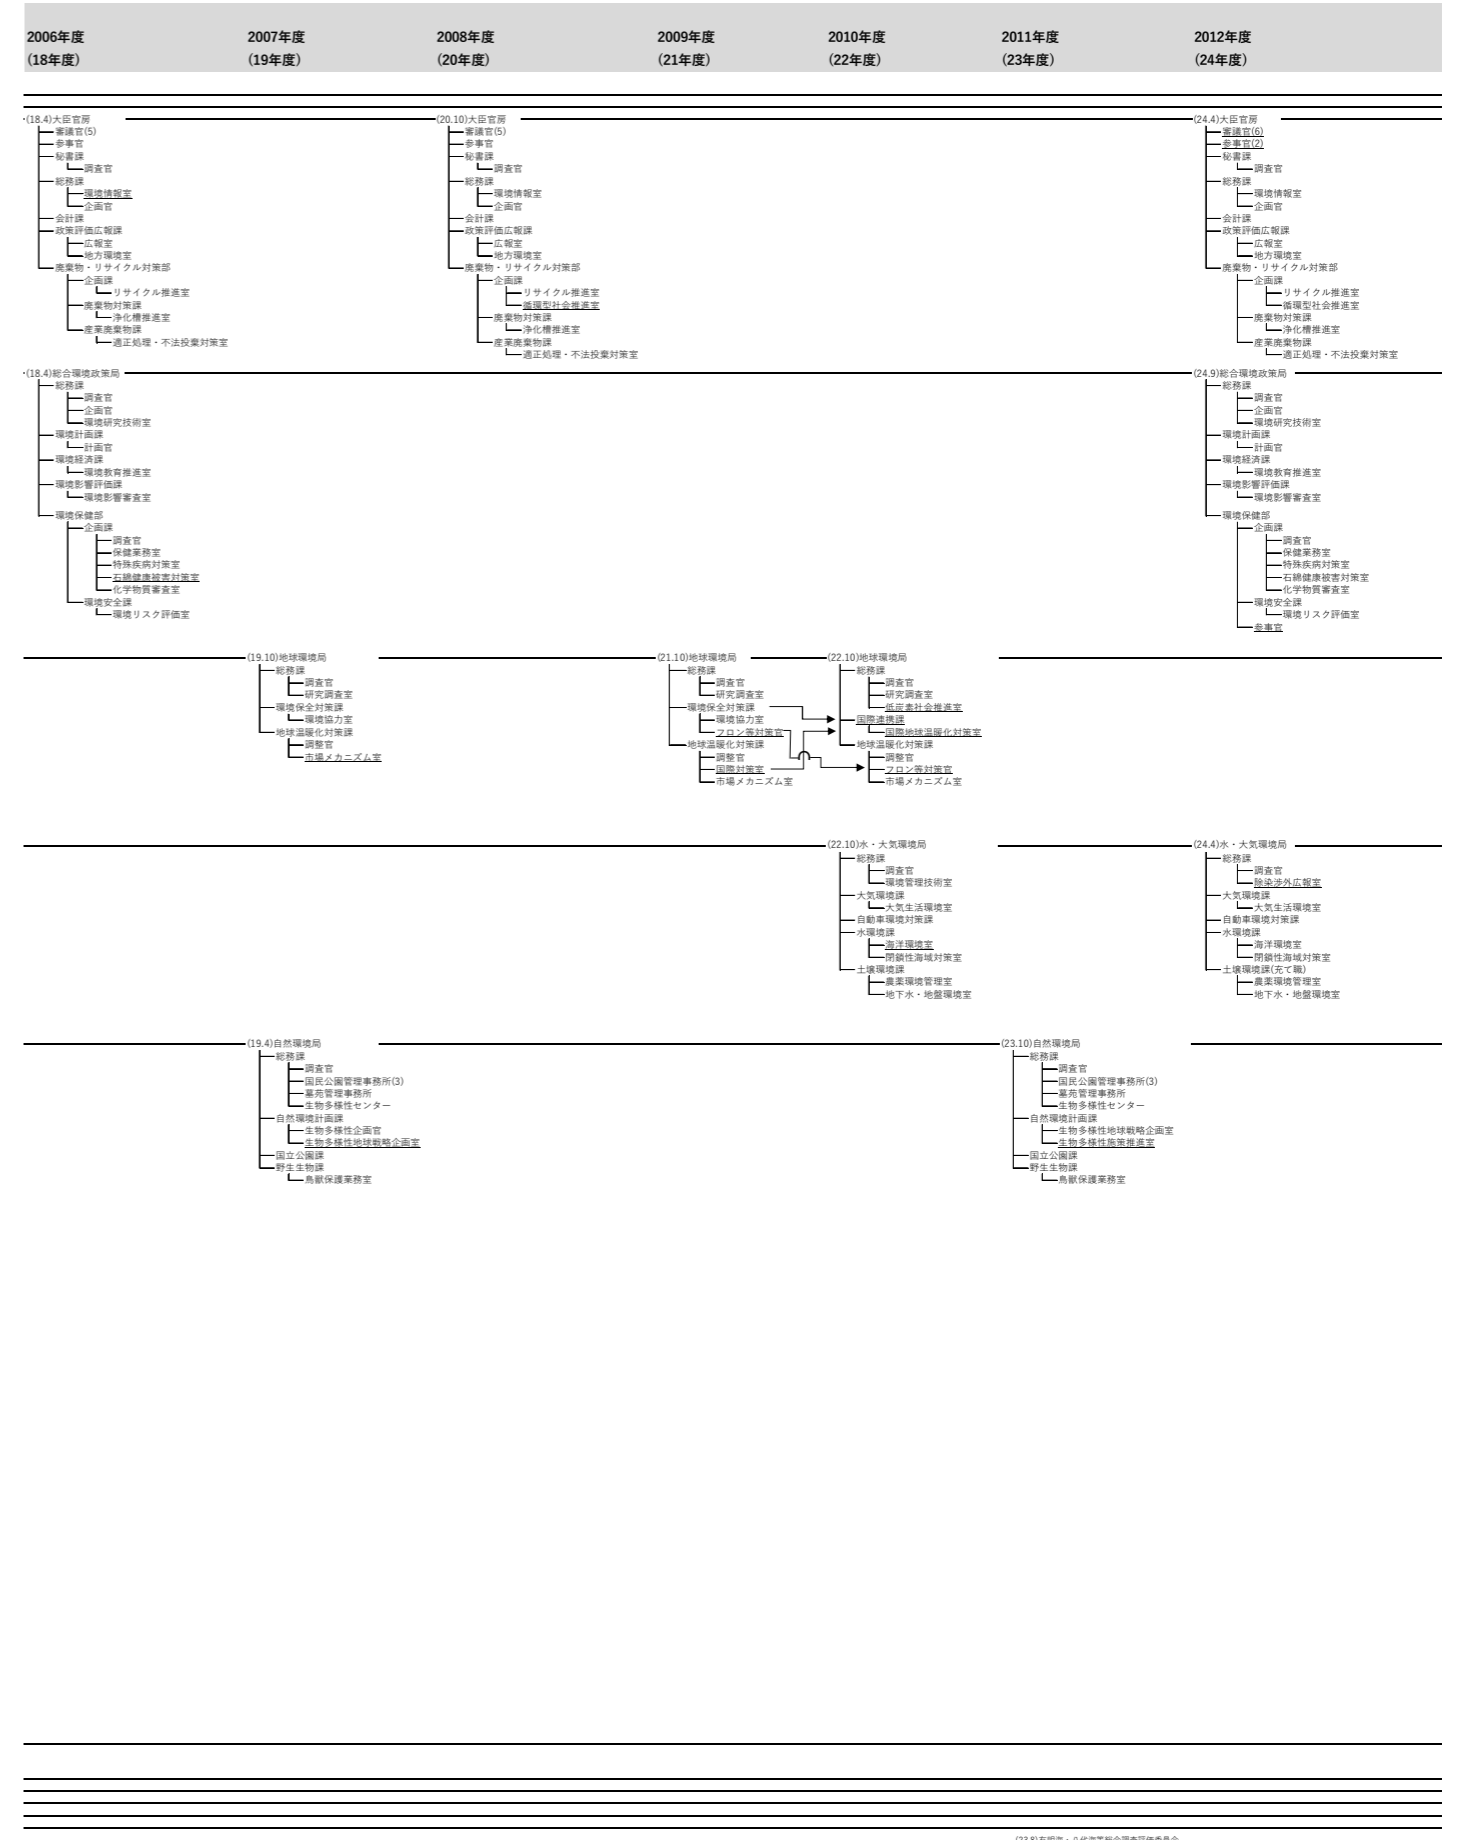 2006年度
(18年度)
2007年度
(19年度)
2008年度
(20年度)
2009年度
(21年度)
2010年度
(22年度)
2011年度
(23年度)
2012年度
(24年度)
(18.4)大臣官房
審議官(5)
参事官
秘書課
調査官
総務課
環境情報室
企画官
会計課
政策評価広報課
広報室
地方環境室
廃棄物・リサイクル対策部
企画課
リサイクル推進室
廃棄物対策課
浄化槽推進室
産業廃棄物課
適正処理・不法投棄対策室
(20.10)大臣官房
審議官(5)
参事官
秘書課
調査官
総務課
環境情報室
企画官
会計課
政策評価広報課
広報室
地方環境室
廃棄物・リサイクル対策部
企画課
リサイクル推進室
循環型社会推進室
廃棄物対策課
浄化槽推進室
産業廃棄物課
適正処理・不法投棄対策室
(24.4)大臣官房
審議官(6)
参事官(2)
秘書課
調査官
総務課
環境情報室
企画官
会計課
政策評価広報課
広報室
地方環境室
廃棄物・リサイクル対策部
企画課
リサイクル推進室
循環型社会推進室
廃棄物対策課
浄化槽推進室
産業廃棄物課
適正処理・不法投棄対策室
(18.4)総合環境政策局
総務課
調査官
企画官
環境研究技術室
環境計画課
計画官
環境経済課
環境教育推進室
環境影響評価課
環境影響審査室
環境保健部
企画課
調査官
保健業務室
特殊疾病対策室
石綿健康被害対策室
化学物質審査室
環境安全課
環境リスク評価室
(24.9)総合環境政策局
総務課
調査官
企画官
環境研究技術室
環境計画課
計画官
環境経済課
環境教育推進室
環境影響評価課
環境影響審査室
環境保健部
企画課
調査官
保健業務室
特殊疾病対策室
石綿健康被害対策室
化学物質審査室
環境安全課
環境リスク評価室
参事官
(19.10)地球環境局
総務課
調査官
研究調査室
環境保全対策課
環境協力室
地球温暖化対策課
調整官
市場メカニズム室
(21.10)地球環境局
総務課
調査官
研究調査室
環境保全対策課
環境協力室
フロン等対策官
地球温暖化対策課
調整官
国際対策室
市場メカニズム室
(22.10)地球環境局
総務課
調査官
研究調査室
低炭素社会推進室
国際連携課
国際地球温暖化対策室
地球温暖化対策課
調整官
フロン等対策官
市場メカニズム室
(22.10)水・大気環境局
総務課
調査官
環境管理技術室
大気環境課
大気生活環境室
自動車環境対策課
水環境課
海洋環境室
閉鎖性海域対策室
土壌環境課
農薬環境管理室
地下水・地盤環境室
(24.4)水・大気環境局
総務課
調査官
除染渉外広報室
大気環境課
大気生活環境室
自動車環境対策課
水環境課
海洋環境室
閉鎖性海域対策室
土壌環境課(充て職)
農薬環境管理室
地下水・地盤環境室
(19.4)自然環境局
総務課
調査官
国民公園管理事務所(3)
墓苑管理事務所
生物多様性センター
自然環境計画課
生物多様性企画官
生物多様性地球戦略企画室
国立公園課
野生生物課
鳥獣保護業務室
(23.10)自然環境局
総務課
調査官
国民公園管理事務所(3)
墓苑管理事務所
生物多様性センター
自然環境計画課
生物多様性地球戦略企画室
生物多様性施策推進室
国立公園課
野生生物課
鳥獣保護業務室